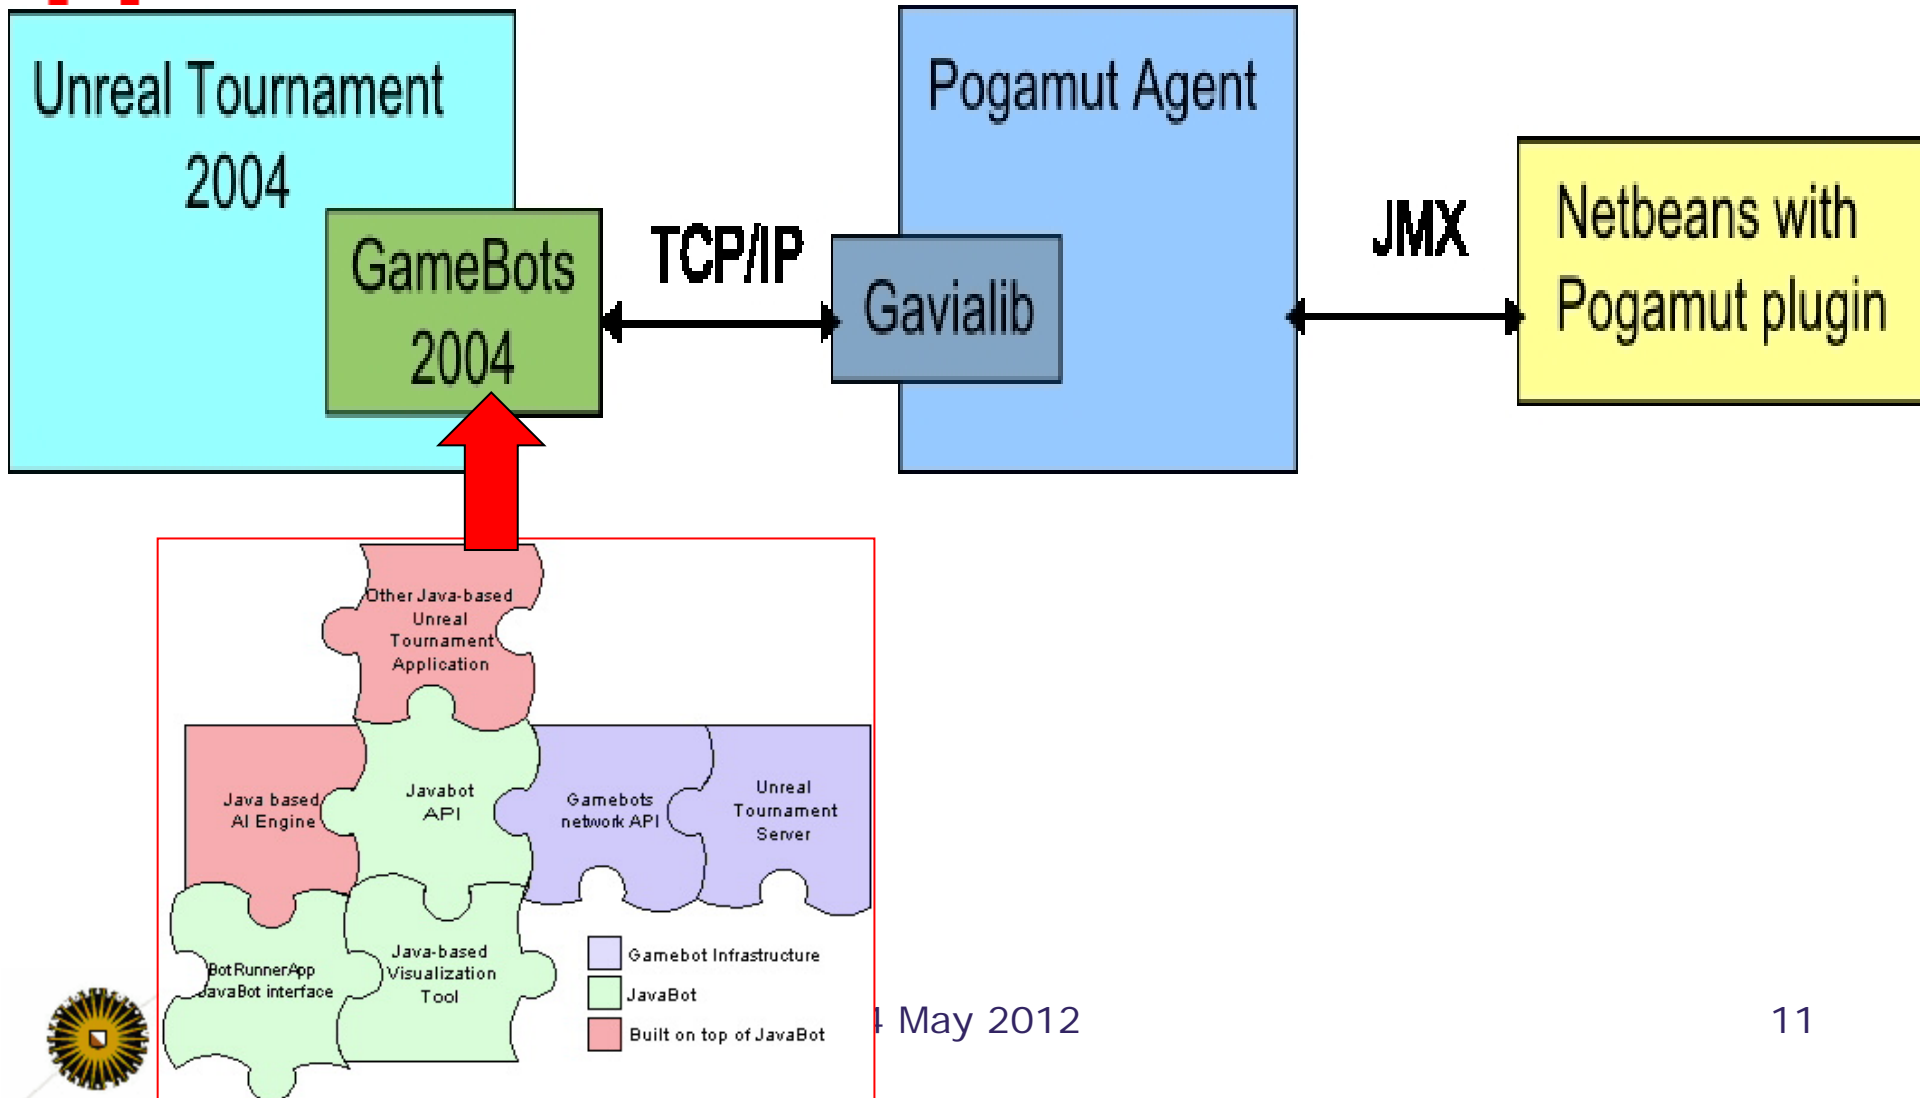 Unreal Tournament
2004
GameBots
2004
TCP/IP
Pogamut Agent
Gavialib
JMX
Netbeans with
Pogamut plugin
Other Java-based
Unreal
Tournament
Application
Java based
AI Engine
Javabot
API
Gamebots
network API
Unreal
Tournament
Server
BotRunnerApp
JavaBot interface
Java-based
Visualization
Tool
Gamebot Infrastructure
JavaBot
Built on top of JavaBot
May 2012
11